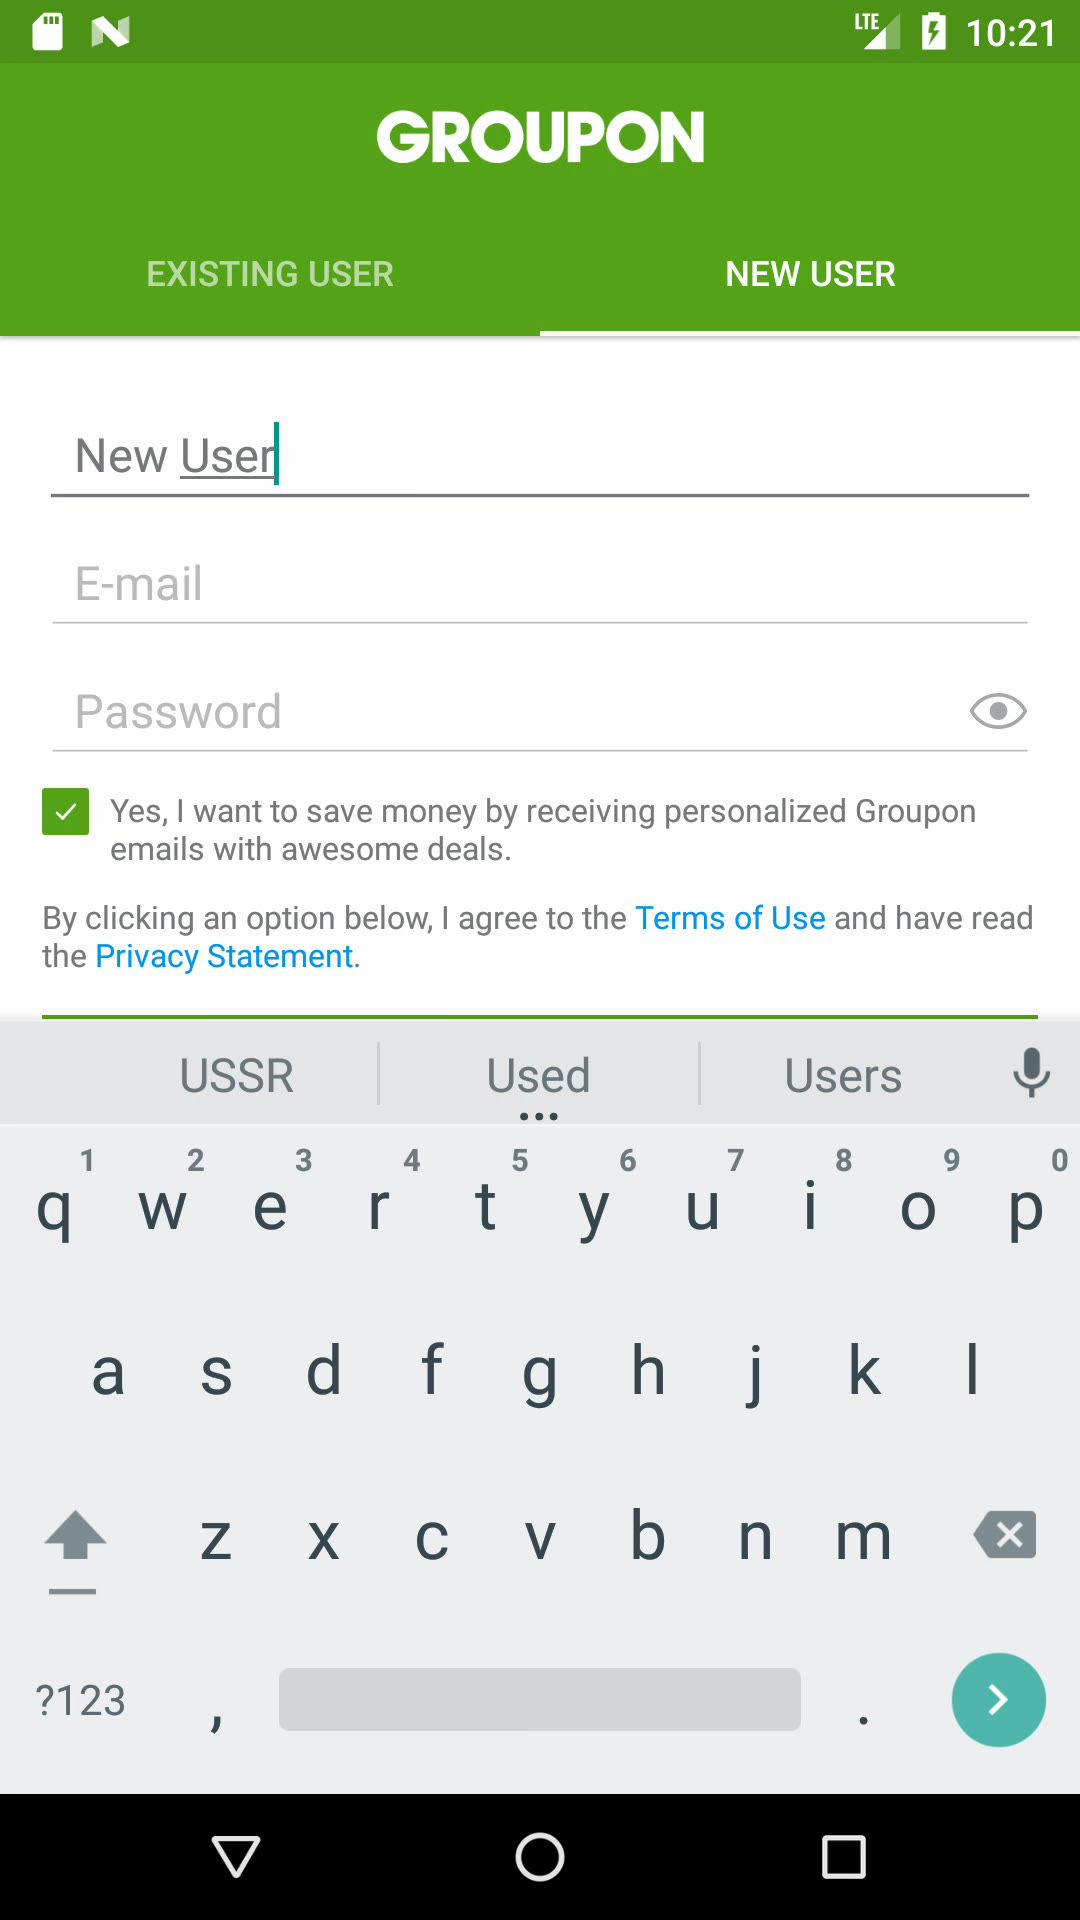 LTE 10:21
GROUPON
EXISTING USER NEW USER
New User
E-mail
Password
Yes, I want to save money by receiving personalized Groupon
emails with awesome deals.
By clicking an option below, I agree to the Terms of Use and have read
the Privacy Statement.
USSR Used Users
1 2 3 4 5 6 7 8 9 0
q w e r t y u i o p
a s d f g h j k l
z x c v b n m
?123 , .